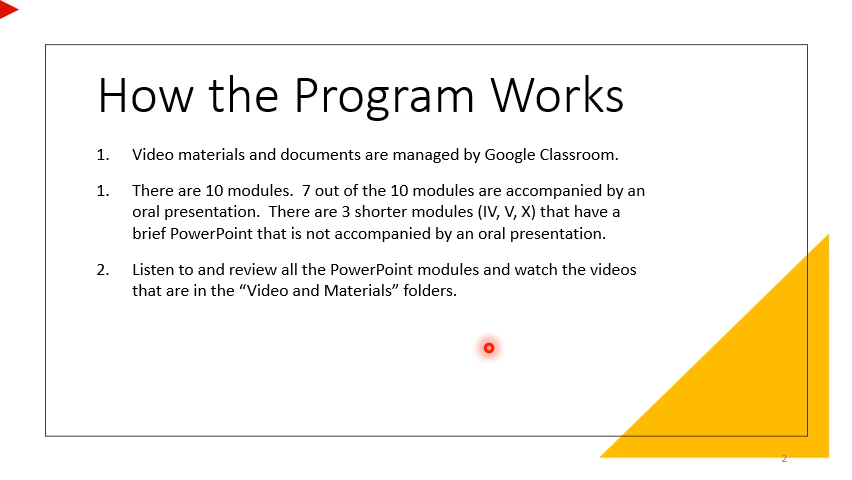 How the Program Works
1. Video materials and documents are managed by Google Classroom.
1. There are 10 modules.  7 out of the 10 modules are accompanied by an
oral presentation.  There are 3 shorter modules (IV, V, X) that have a
brief PowerPoint that is not accompanied by an oral presentation.
2. Listen to and review all the PowerPoint modules and watch the videos
that are in the “Video and Materials” folders.
2